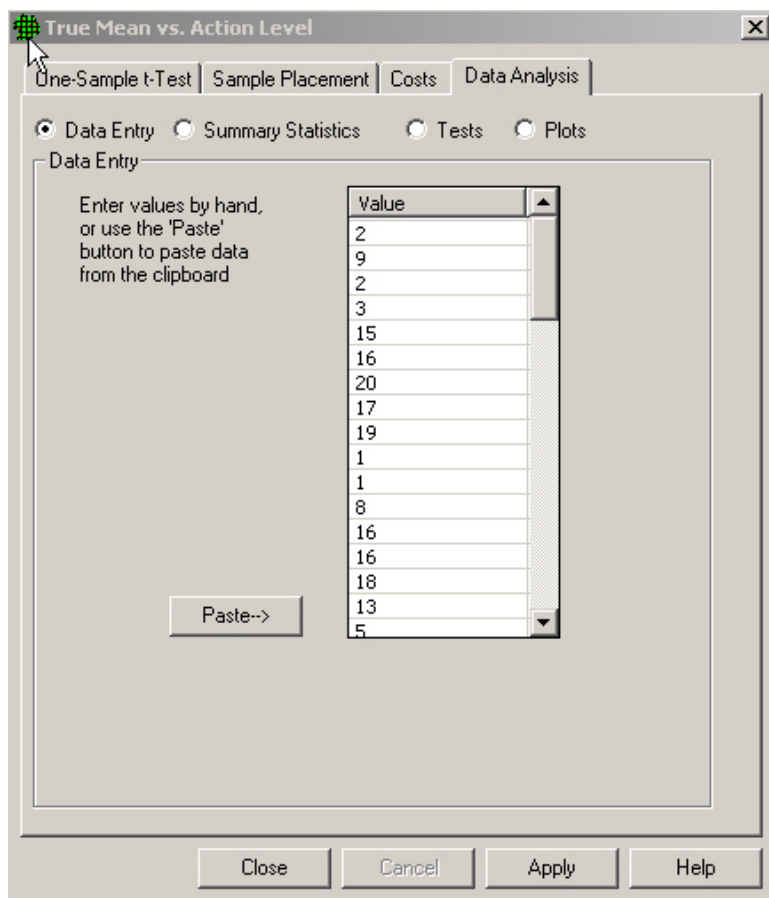 True Mean vs. Action Level
One-Sample t-Test Sample Placement Costs Data Analysis
Data Entry Summary Statistics Tests Plots
Data Entry
Enter values by hand,
or use the 'Paste'
button to paste data
from the clipboard
Value
2
9
2
3
15
16
20
17
19
1
1
8
16
16
18
13
5
Paste-->
Close Cancel Apply Help